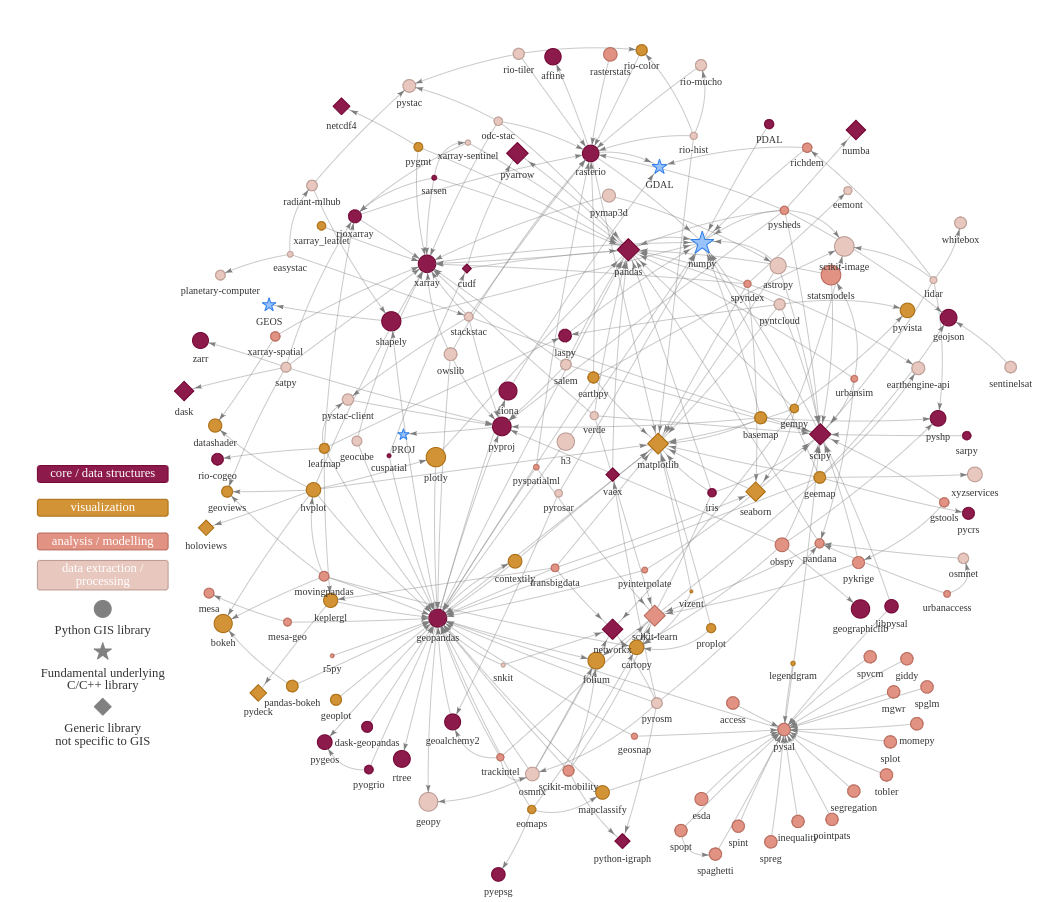 rio-tiler
affine
rasterstats
rio-color
rio-mucho
pystac
netcdf4
odc-stac
PDAL
numba
rio-hist
pygmt
xarray-sentinel
pyarrow
rasterio
GDAL
richdem
sarsen
radiant-mlhub
pymap3d
eemont
rioxarray
xarray_leaflet
pysheds
whitebox
easystac
xarray
cudf
pandas
numpy
astropy
scikit-image
statsmodels
planetary-computer
spyndex
lidar
GEOS
shapely
stackstac
pyntcloud
pyvista
geojson
zarr
xarray-spatial
laspy
satpy
owslib
salem
eartbpy
earthengine-api
sentinelsat
urbansim
dask
pystac-client
fiona
verde
basemap
gempy
pyshp
datashader
PROJ
pyproj
scipy
sarpy
rio-cogeo
leafmap
geocube
cuspatial
plotly
h3
matplotlib
pyspatialml
vaex
core / data structures
visualization
analysis / modelling
data extraction /
processing
Python GIS library
Fundamental underlying
C/C++ library
Generic library
not specific to GIS
geoviews
hvplot
pyrosar
iris
seaborn
geemap
xyzservices
gstools
pycrs
holoviews
contextily
transbigdata
pyinterpolate
obspy
pandana
pykrige
osmnet
urbanaccess
movingpandas
keplergl
mesa
mesa-geo
bokeh
geopandas
vizent
scikit-learn
networkx
proplot
geographiclib
libpysal
r5py
snkit
folium
cartopy
legendgram
spvcm
giddy
pydeck
pandas-bokeh
geoplot
mgwr
spglm
pyrosm
access
dask-geopandas
pygeos
geoalchemy2
geosnap
pysal
momepy
splot
pyogrio
rtree
trackintel
osmnx
scikit-mobility
mapclassify
tobler
segregation
geopy
eomaps
esda
python-igraph
spopt
spint
inequality
pointpats
spaghetti
spreg
pyepsg